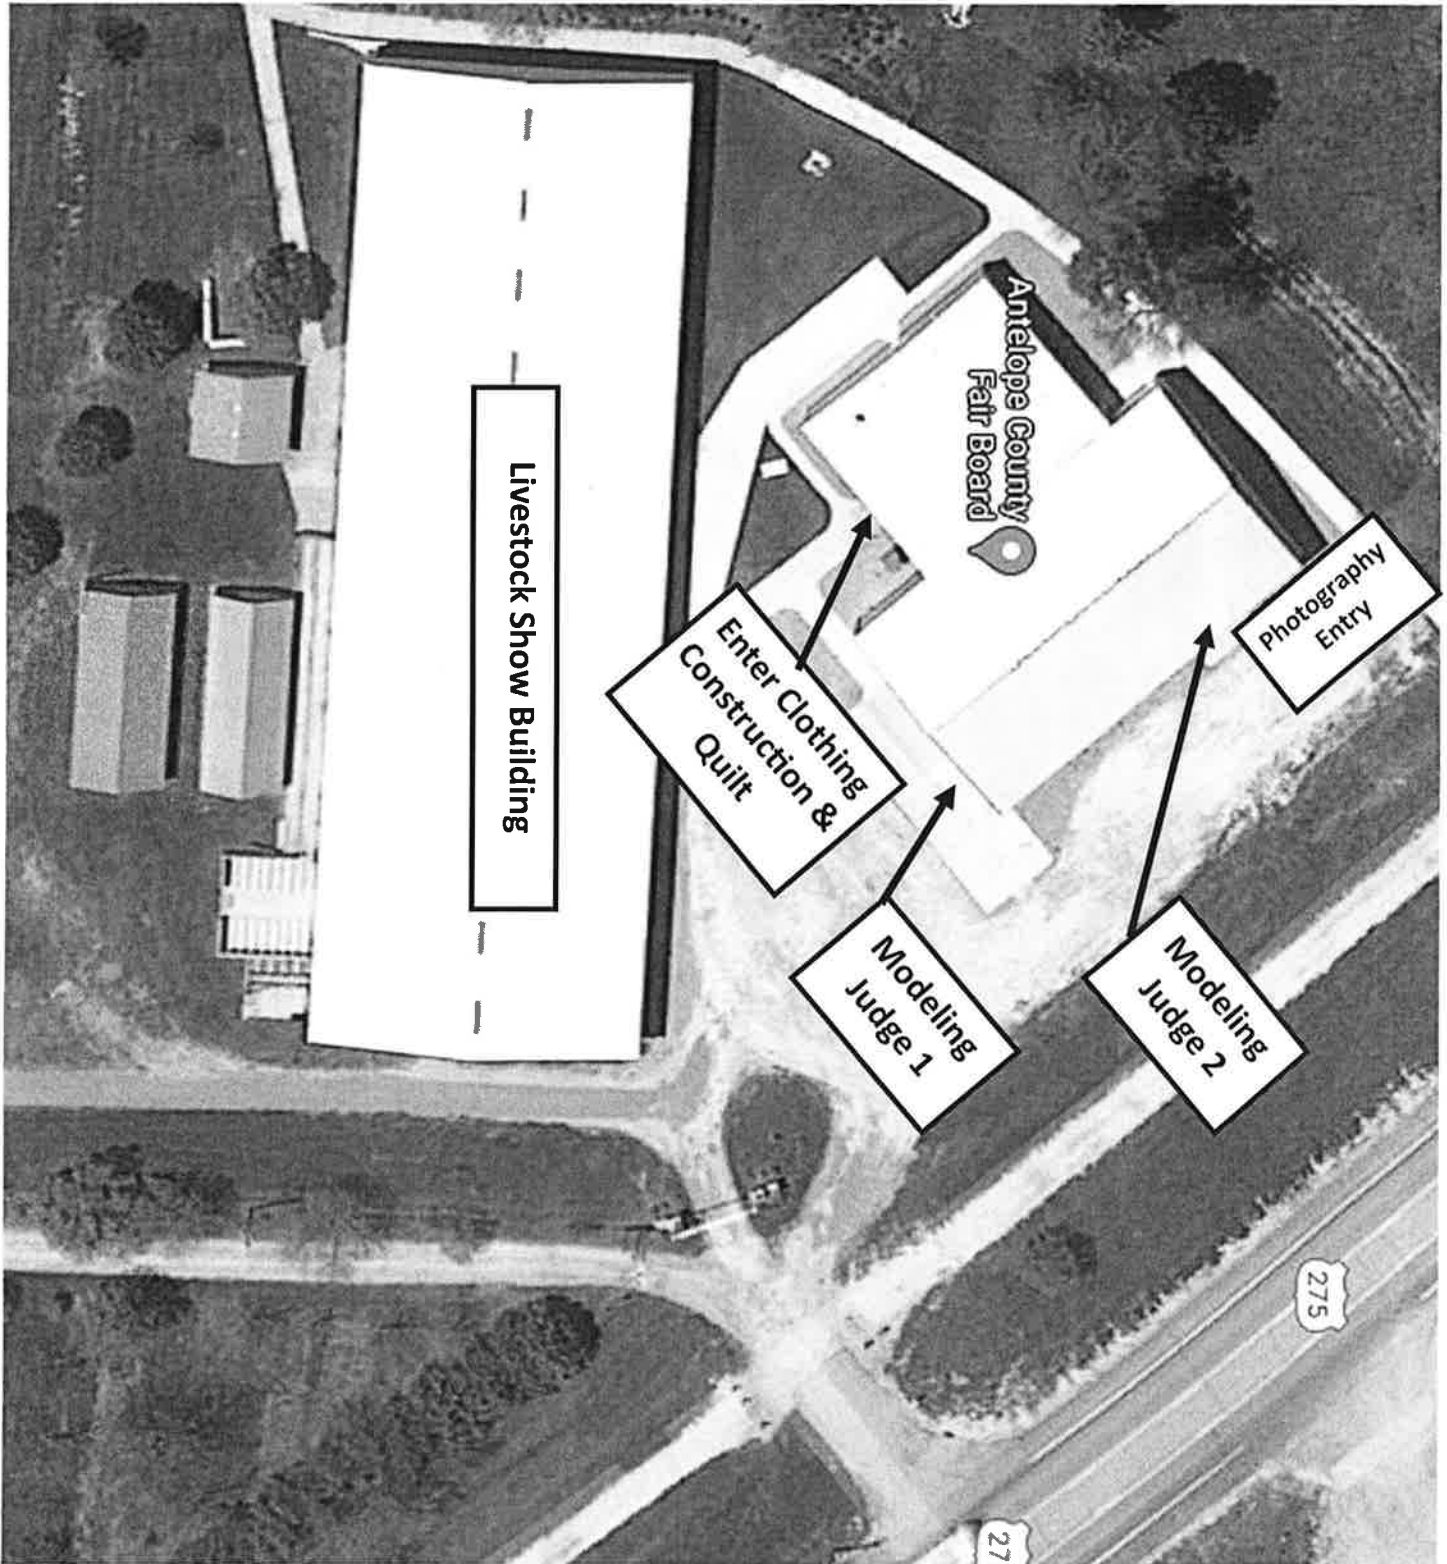 Photography
Entry
275
Modeling
Judge 2
27
Antelope County
Fair Board
Modeling
Judge 1
Enter Clothing
Construction &
Quilt
Livestock Show Building